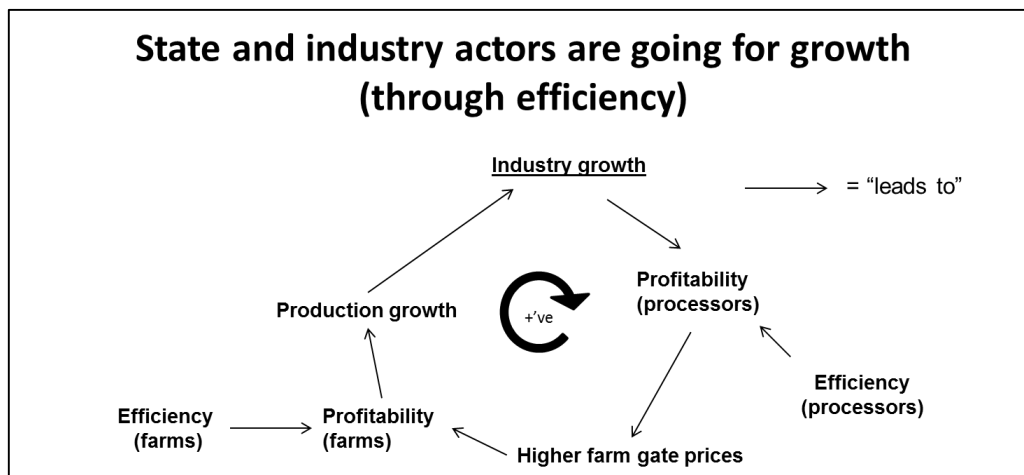 State and industry actors are going for growth
(through efficiency)
Industry growth
= “leads to”
Profitability
(processors)
Production growth
+’ve
Efficiency
(processors)
Efficiency
(farms)
Profitability
(farms)
Higher farm gate prices